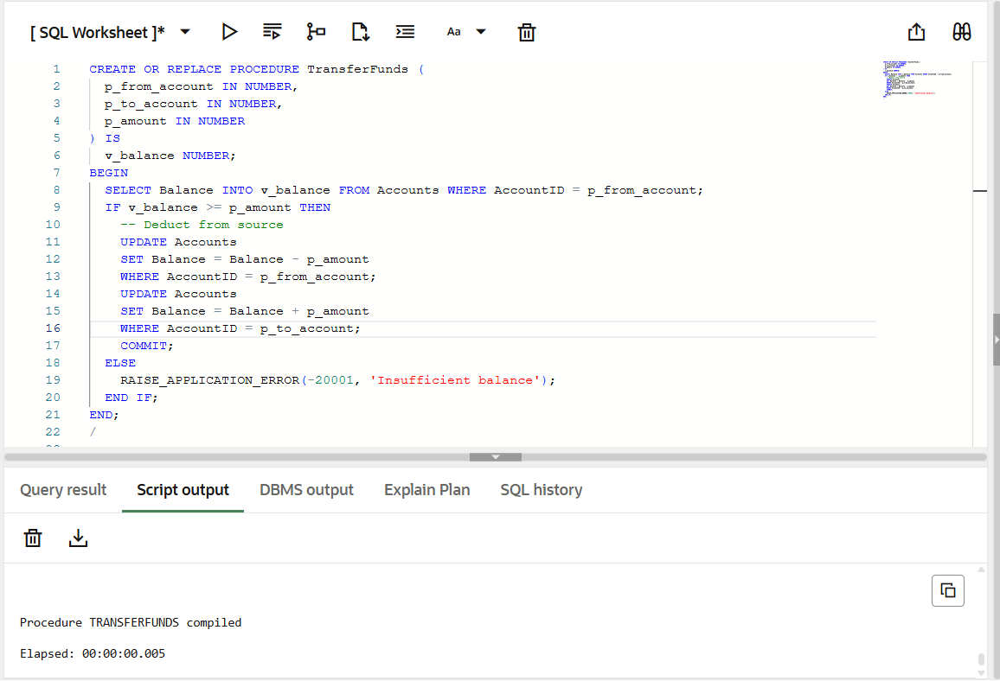 [ SQL Worksheet ]* Aa
1 CREATE OR REPLACE PROCEDURE TransferFunds (
2 p_from_account IN NUMBER,
3 p_to_account IN NUMBER,
4 p_amount IN NUMBER
5 ) IS
6 v_balance NUMBER;
7 BEGIN
8 SELECT Balance INTO v_balance FROM Accounts WHERE AccountID = p_from_account;
9 IF v_balance >= p_amount THEN
10 -- Deduct from source
11 UPDATE Accounts
12 SET Balance = Balance - p_amount
13 WHERE AccountID = p_from_account;
14 UPDATE Accounts
15 SET Balance = Balance + p_amount
16 WHERE AccountID = p_to_account;
17 COMMIT;
18 ELSE
19 RAISE_APPLICATION_ERROR(-20001, 'Insufficient balance');
20 END IF;
21 END;
22 /
Query result Script output DBMS output Explain Plan SQL history
Procedure TRANSFERFUNDS compiled
Elapsed: 00:00:00.005